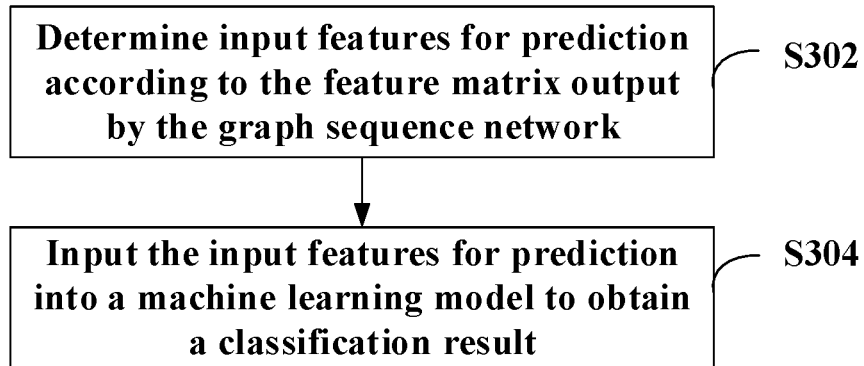 Determine input features for prediction
according to the feature matrix output
by the graph sequence network
S302
Input the input features for prediction
into a machine learning model to obtain
a classification result
S304